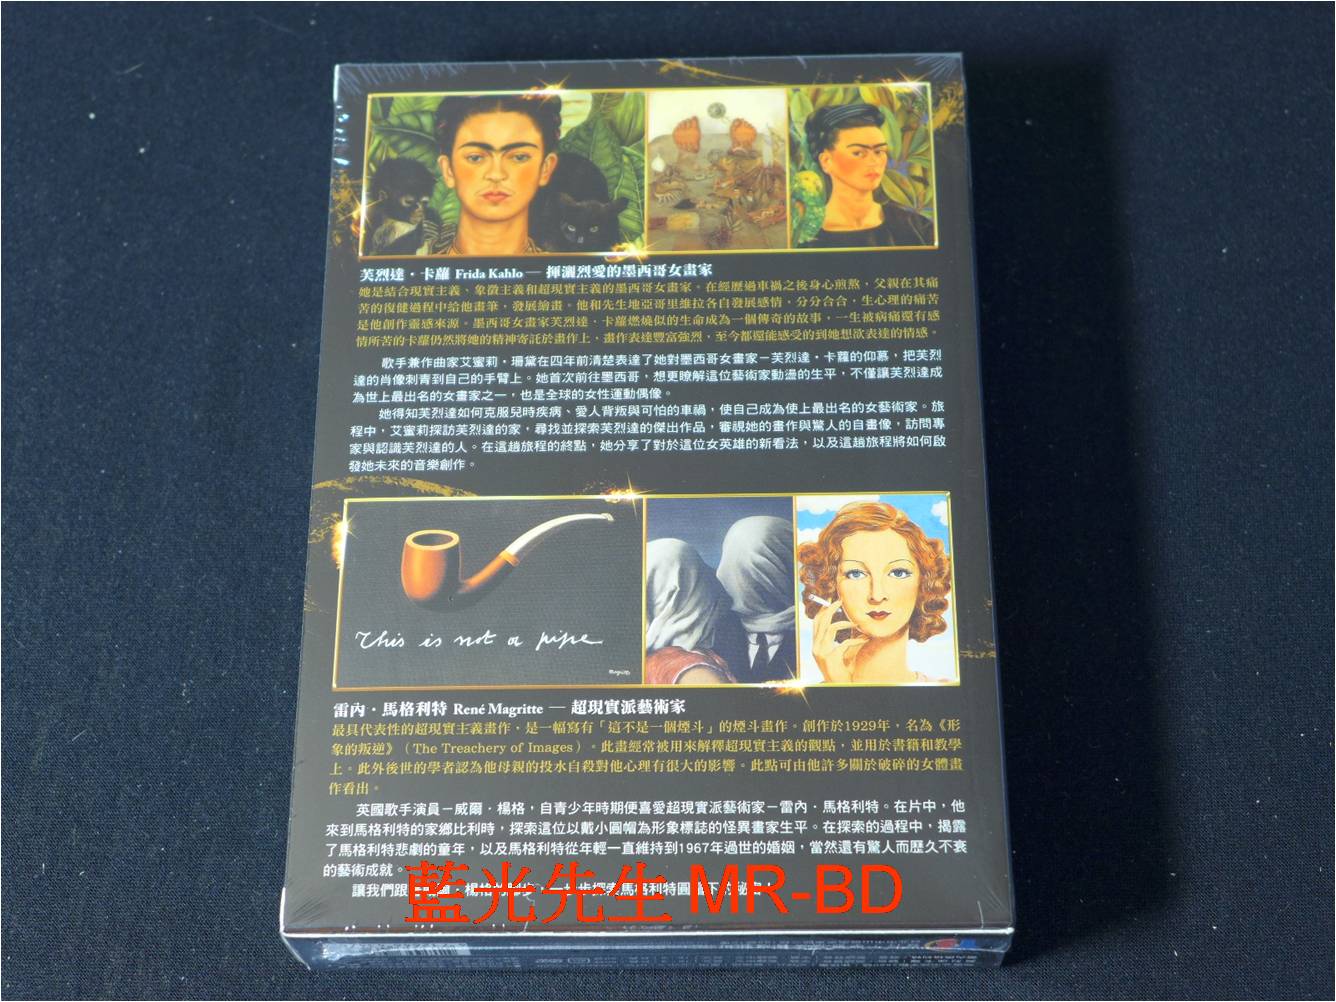 芙烈達・卡蘿 Frida Kahlo — 揮灑烈愛的墨西哥女畫家
她是結合現實主義、象徵主義和超現實主義的墨西哥女畫家。在經歷過車禍之後身心煎熬，父親在其痛
苦的復健過程中給他畫筆，發展繪畫。他和先生地亞哥里維拉各自發展感情，分分合合，生心理的痛苦
是他創作靈感來源。墨西哥女畫家芙烈達．卡蘿燃燒似的生命成為一個傳奇的故事，一生被病痛還有感
情所苦的卡蘿仍然將她的精神寄託於畫作上，畫作表達豐富強烈，至今都還能感受的到她想欲表達的情感。
歌手兼作曲家艾蜜莉・珊黛在四年前清楚表達了她對墨西哥女畫家－芙烈達・卡蘿的仰慕，把芙烈
達的肖像刺青到自己的手臂上。她首次前往墨西哥，想更瞭解這位藝術家動盪的生平，不僅讓芙烈達成
為世上最出名的女畫家之一，也是全球的女性運動偶像。
她得知芙烈達如何克服兒時疾病、愛人背叛與可怕的車禍，使自己成為使上最出名的女藝術家。旅
程中，艾蜜莉探訪芙烈達的家，尋找並探索芙烈達的傑出作品，審視她的畫作與驚人的自畫像，訪問專
家與認識芙烈達的人。在這趟旅程的終點，她分享了對於這位女英雄的新看法，以及這趟旅程將如何啟
發她未來的音樂創作。
This is not a pipe
magritte
雷內・馬格利特 René Magritte — 超現實派藝術家
最具代表性的超現實主義畫作，是一幅寫有「這不是一個煙斗」的煙斗畫作。創作於1929年，名為《形
象的叛逆》（The Treachery of Images）。此畫經常被用來解釋超現實主義的觀點，並用於書籍和教學
上。此外後世的學者認為他母親的投水自殺對他心理有很大的影響。此點可由他許多關於破碎的女體畫
作看出。
英國歌手演員－威爾・楊格，自青少年時期便喜愛超現實派藝術家－雷內・馬格利特。在片中，他
來到馬格利特的家鄉比利時，探索這位以戴小圓帽為形象標誌的怪異畫家生平。在探索的過程中，揭露
了馬格利特悲劇的童年，以及馬格利特從年輕一直維持到1967年過世的婚姻，當然還有驚人而歷久不衰
的藝術成就。
讓我們跟 步探索馬格利特圓
藍光先生 MR-BD